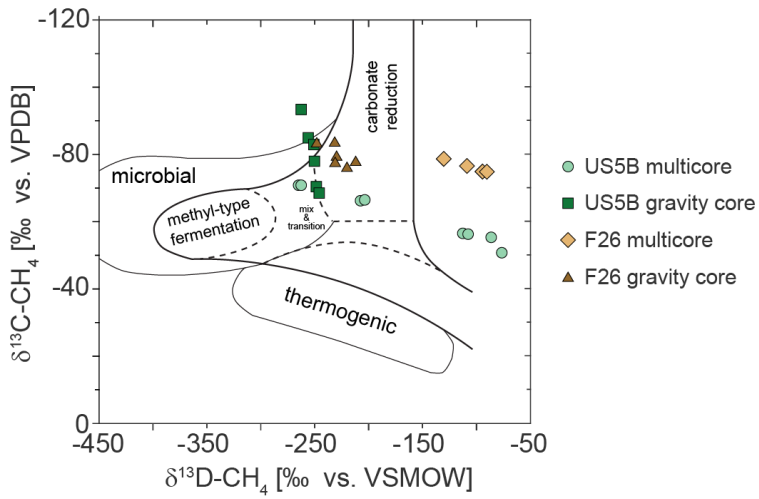 -120
-80
-40
0
-450
-350
-250
-150
-50
δ¹³C-CH₄ [‰ vs. VPDB]
δ¹³D-CH₄ [‰ vs. VSMOW]
carbonate
reduction
microbial
methyl-type
fermentation
mix
&
transition
thermogenic
US5B multicore
US5B gravity core
F26 multicore
F26 gravity core